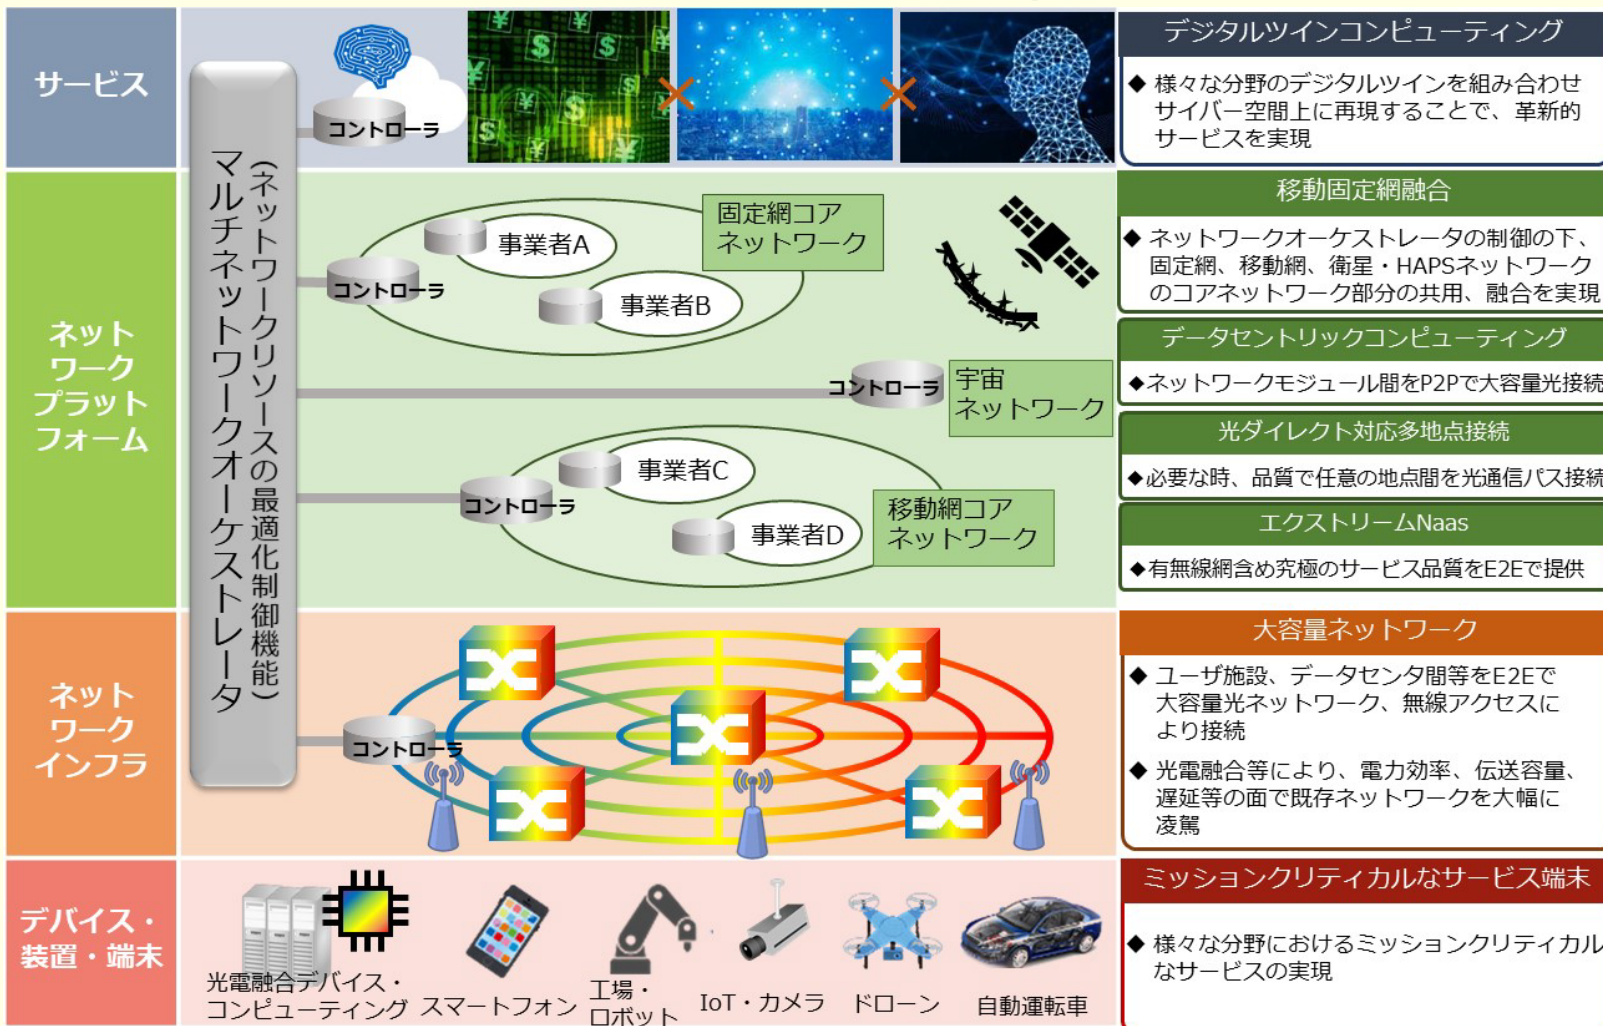 サービス
コントローラ
デジタルツインコンピューティング
◆ 様々な分野のデジタルツインを組み合わせ
サイバー空間上に再現することで、革新的
サービスを実現
マルチネットワークオーケストレータ
(ネットワークリソースの最適化制御機能)
ネット
ワーク
プラット
フォーム
コントローラ
事業者A
事業者B
固定網コア
ネットワーク
コントローラ
宇宙
ネットワーク
コントローラ
事業者C
事業者D
移動網コア
ネットワーク
移動固定網融合
◆ ネットワークオーケストレータの制御の下、
固定網、移動網、衛星・HAPSネットワーク
のコアネットワーク部分の共用、融合を実現
データセントリックコンピューティング
◆ネットワークモジュール間をP2Pで大容量光接続
光ダイレクト対応多地点接続
◆必要な時、品質で任意の地点間を光通信パス接続
エクストリームNaas
◆有無線網含め究極のサービス品質をE2Eで提供
ネット
ワーク
インフラ
コントローラ
大容量ネットワーク
◆ ユーザ施設、データセンタ間等をE2Eで
大容量光ネットワーク、無線アクセスに
より接続
◆ 光電融合等により、電力効率、伝送容量、
遅延等の面で既存ネットワークを大幅に
凌駕
デバイス・
装置・端末
光電融合デバイス・
コンピューティング
スマートフォン
工場・
ロボット
IoT・カメラ
ドローン
自動運転車
ミッションクリティカルなサービス端末
◆ 様々な分野におけるミッションクリティカル
なサービスの実現